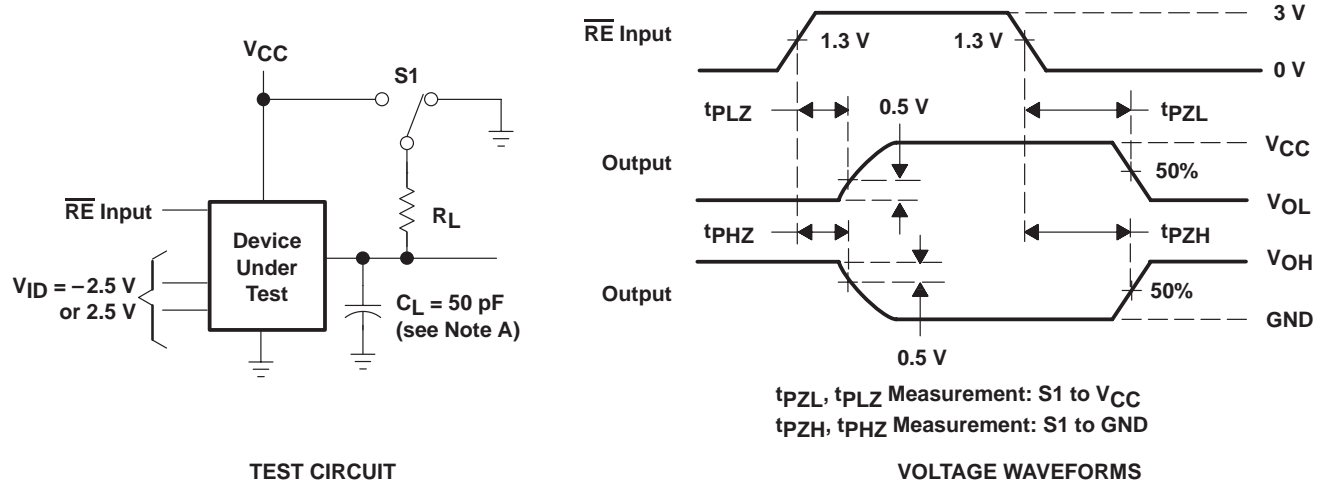 VCC
S1
RE Input
Device
Under
Test
RL
VID = −2.5 V
or 2.5 V
CL = 50 pF
(see Note A)
TEST CIRCUIT
RE Input
1.3 V
1.3 V
3 V
0 V
tPLZ
0.5 V
tPZL
Output
VCC
50%
VOL
tPHZ
tPZH
VOH
Output
50%
GND
0.5 V
tPZL, tPLZ Measurement: S1 to VCC
tPZH, tPHZ Measurement: S1 to GND
VOLTAGE WAVEFORMS